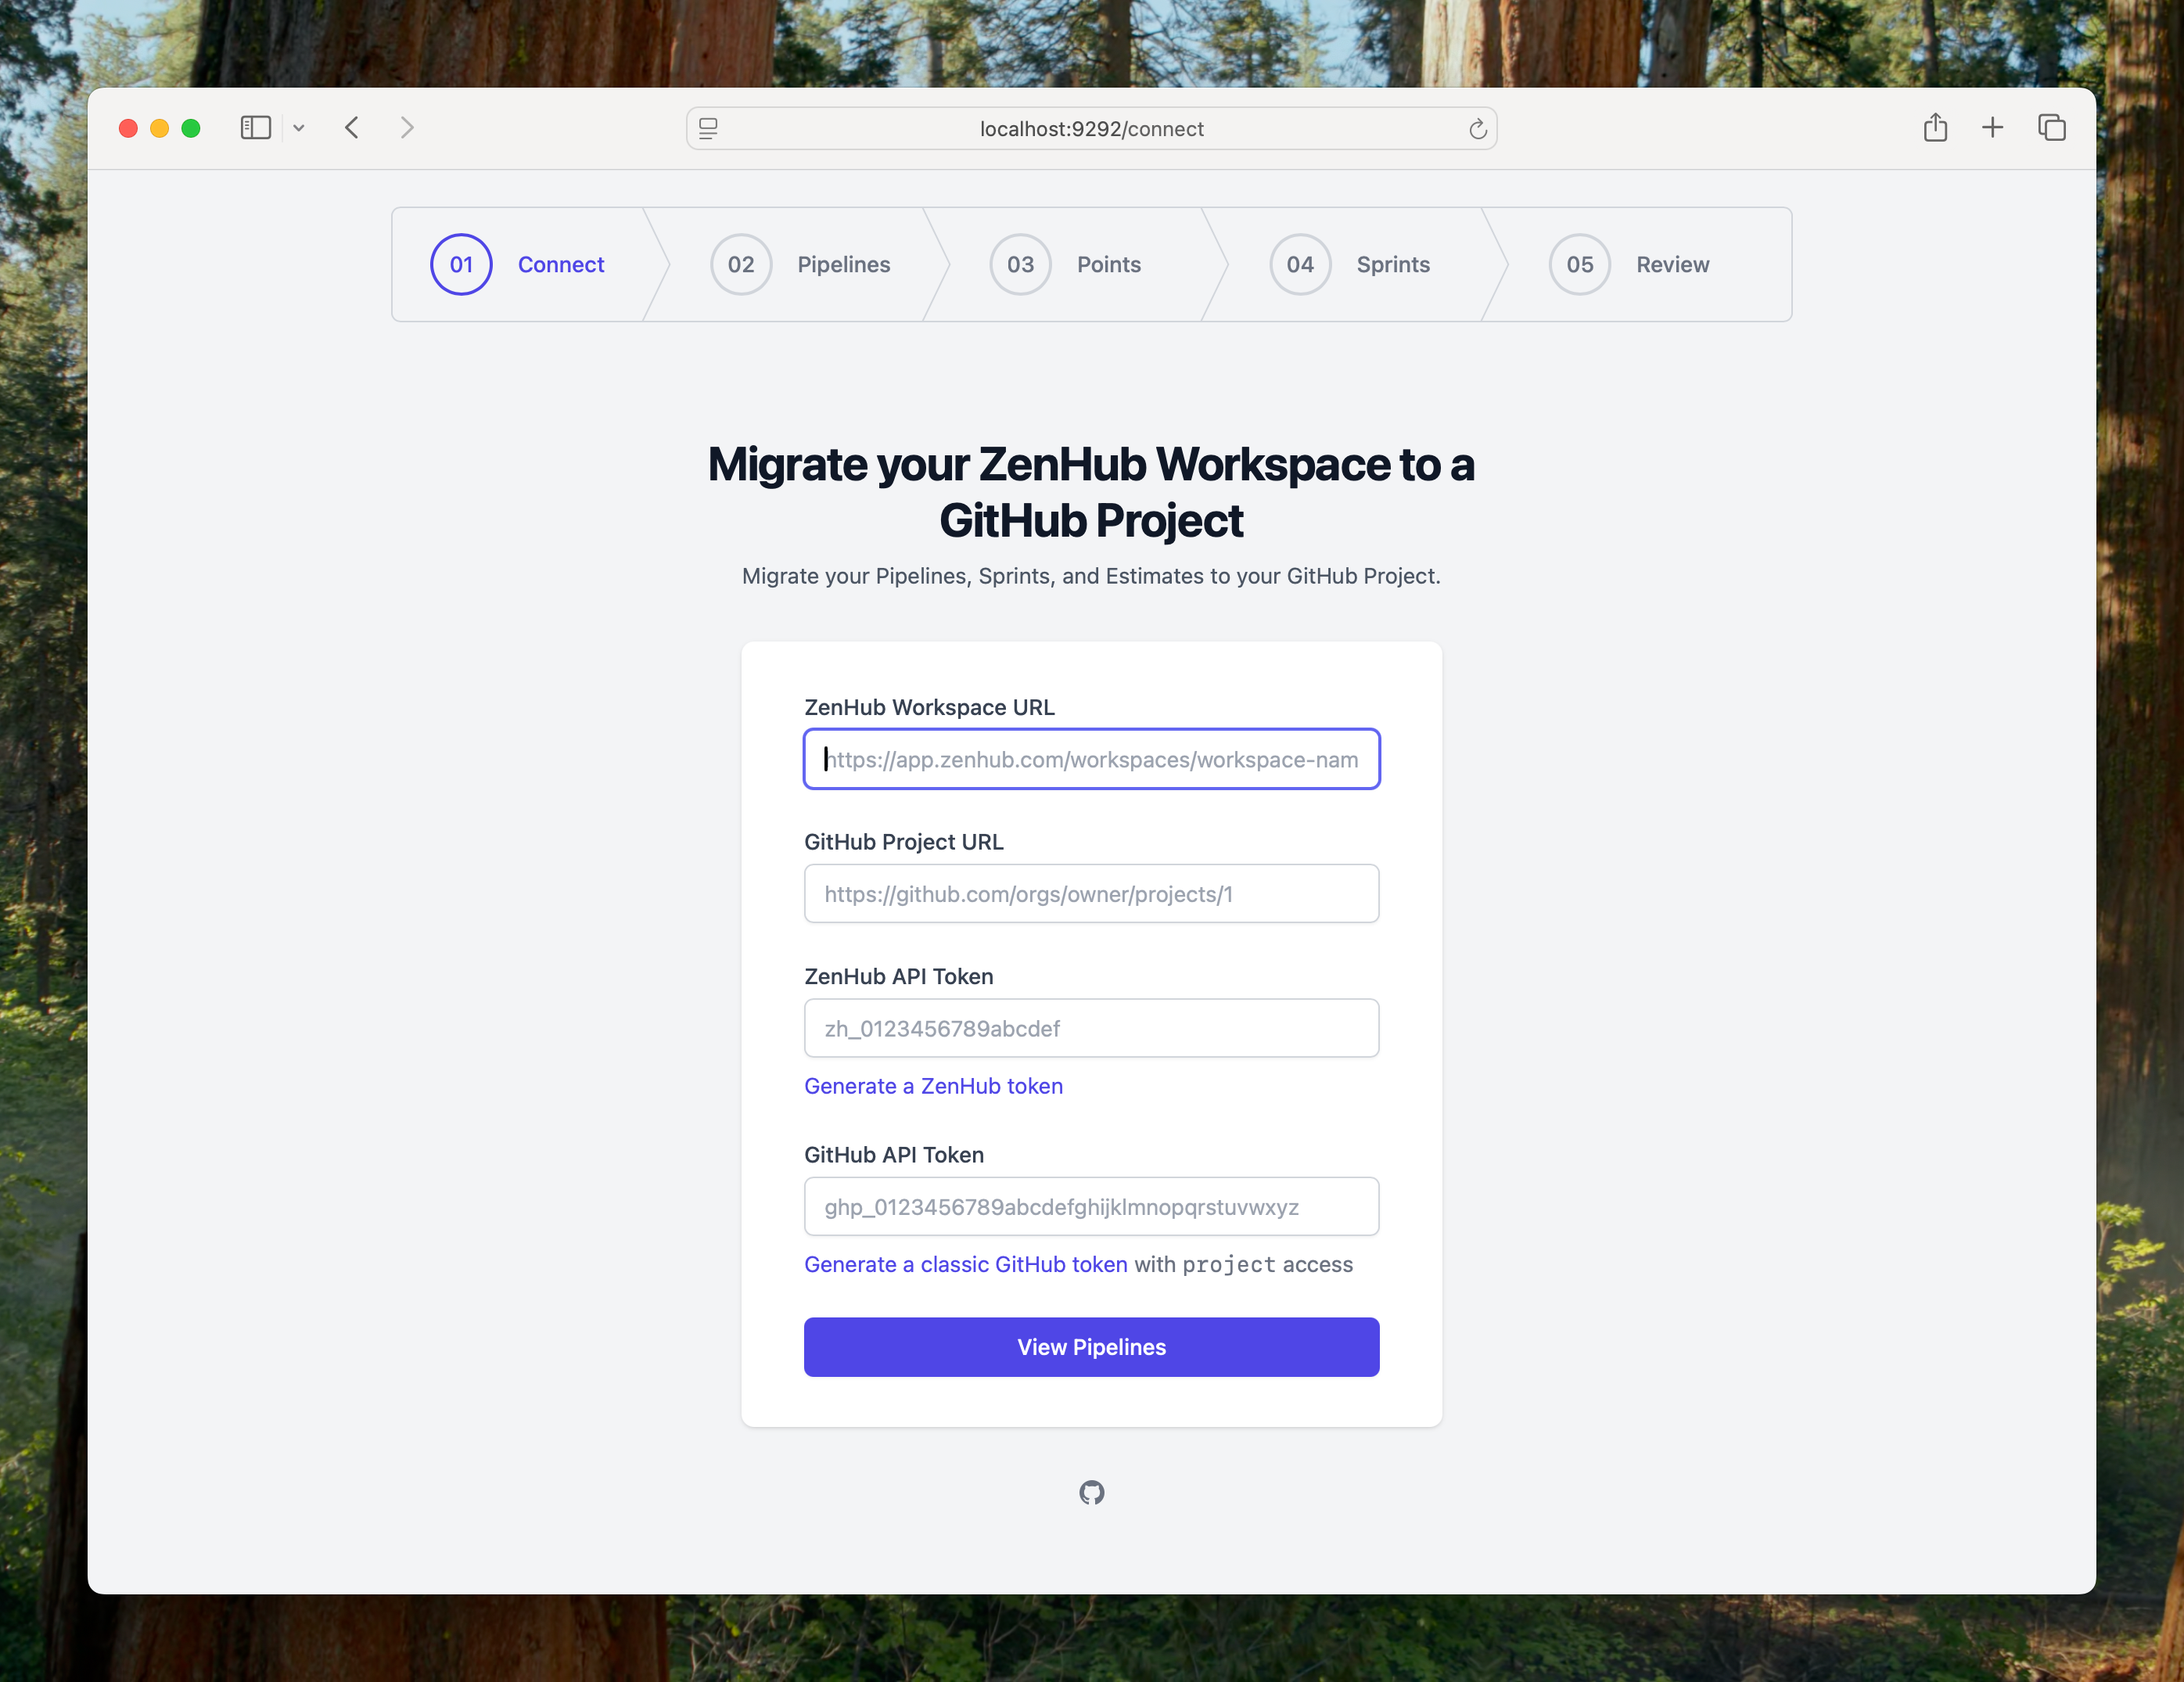 localhost:9292/connect
01 Connect
02 Pipelines
03 Points
04 Sprints
05 Review
Migrate your ZenHub Workspace to a
GitHub Project
Migrate your Pipelines, Sprints, and Estimates to your GitHub Project.
ZenHub Workspace URL
https://app.zenhub.com/workspaces/workspace-nam
GitHub Project URL
https://github.com/orgs/owner/projects/1
ZenHub API Token
zh_0123456789abcdef
Generate a ZenHub token
GitHub API Token
ghp_0123456789abcdefghijklmnopqrstuvwxyz
Generate a classic GitHub token with project access
View Pipelines